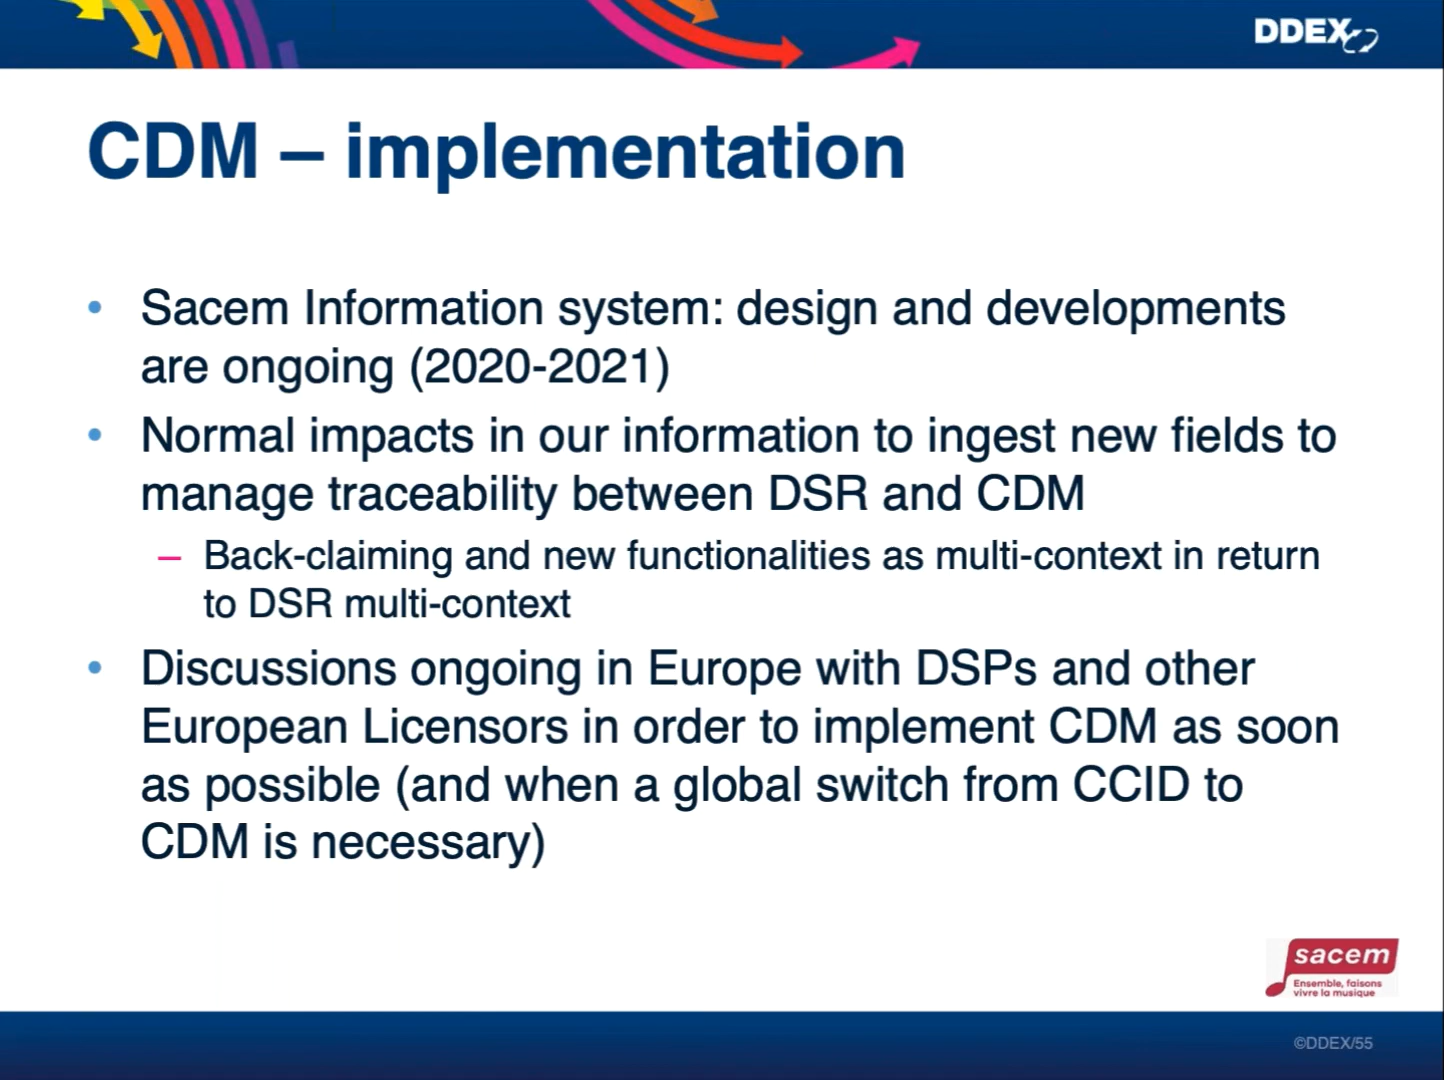 DDEX
CDM – implementation
• Sacem Information system: design and developments
are ongoing (2020-2021)
• Normal impacts in our information to ingest new fields to
manage traceability between DSR and CDM
– Back-claiming and new functionalities as multi-context in return
to DSR multi-context
• Discussions ongoing in Europe with DSPs and other
European Licensors in order to implement CDM as soon
as possible (and when a global switch from CCID to
CDM is necessary)
sacem
Ensemble, faisons
vivre la musique
©DDEX/55